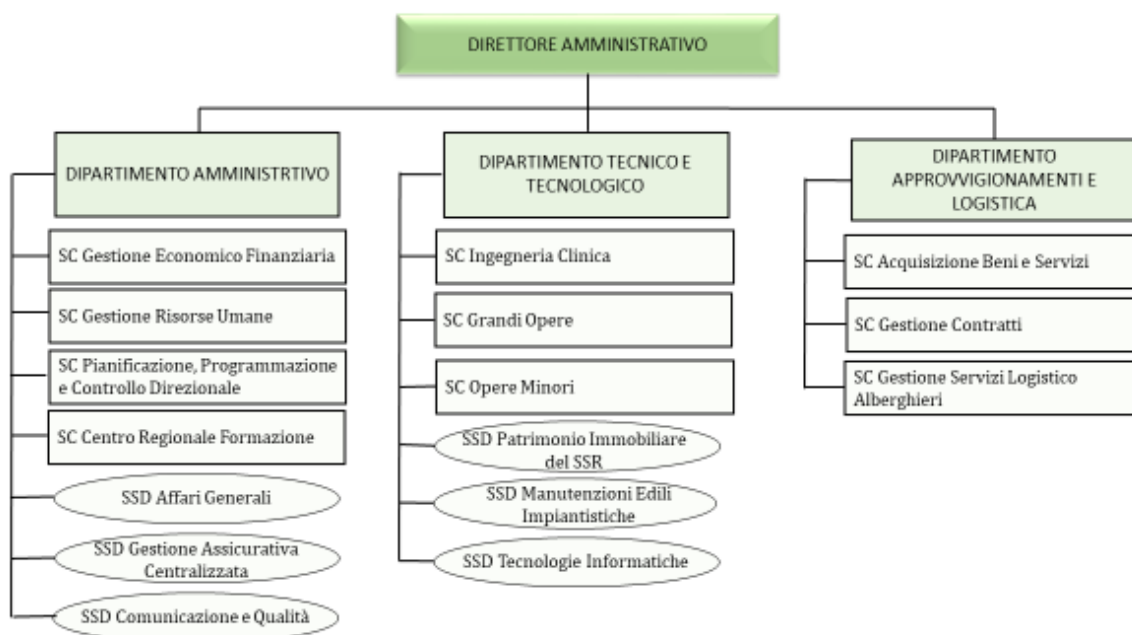 DIRETTORE AMMINISTRATIVO
DIPARTIMENTO AMMINISTRTIVO
SC Gestione Economico Finanziaria
SC Gestione Risorse Umane
SC Pianificazione, Programmazione
e Controllo Direzionale
SC Centro Regionale Formazione
SSD Affari Generali
SSD Gestione Assicurativa
Centralizzata
SSD Comunicazione e Qualità
DIPARTIMENTO TECNICO E
TECNOLOGICO
SC Ingegneria Clinica
SC Grandi Opere
SC Opere Minori
SSD Patrimonio Immobiliare
del SSR
SSD Manutenzioni Edili
Impiantistiche
SSD Tecnologie Informatiche
DIPARTIMENTO
APPROVVIGIONAMENTI E
LOGISTICA
SC Acquisizione Beni e Servizi
SC Gestione Contratti
SC Gestione Servizi Logistico
Alberghieri